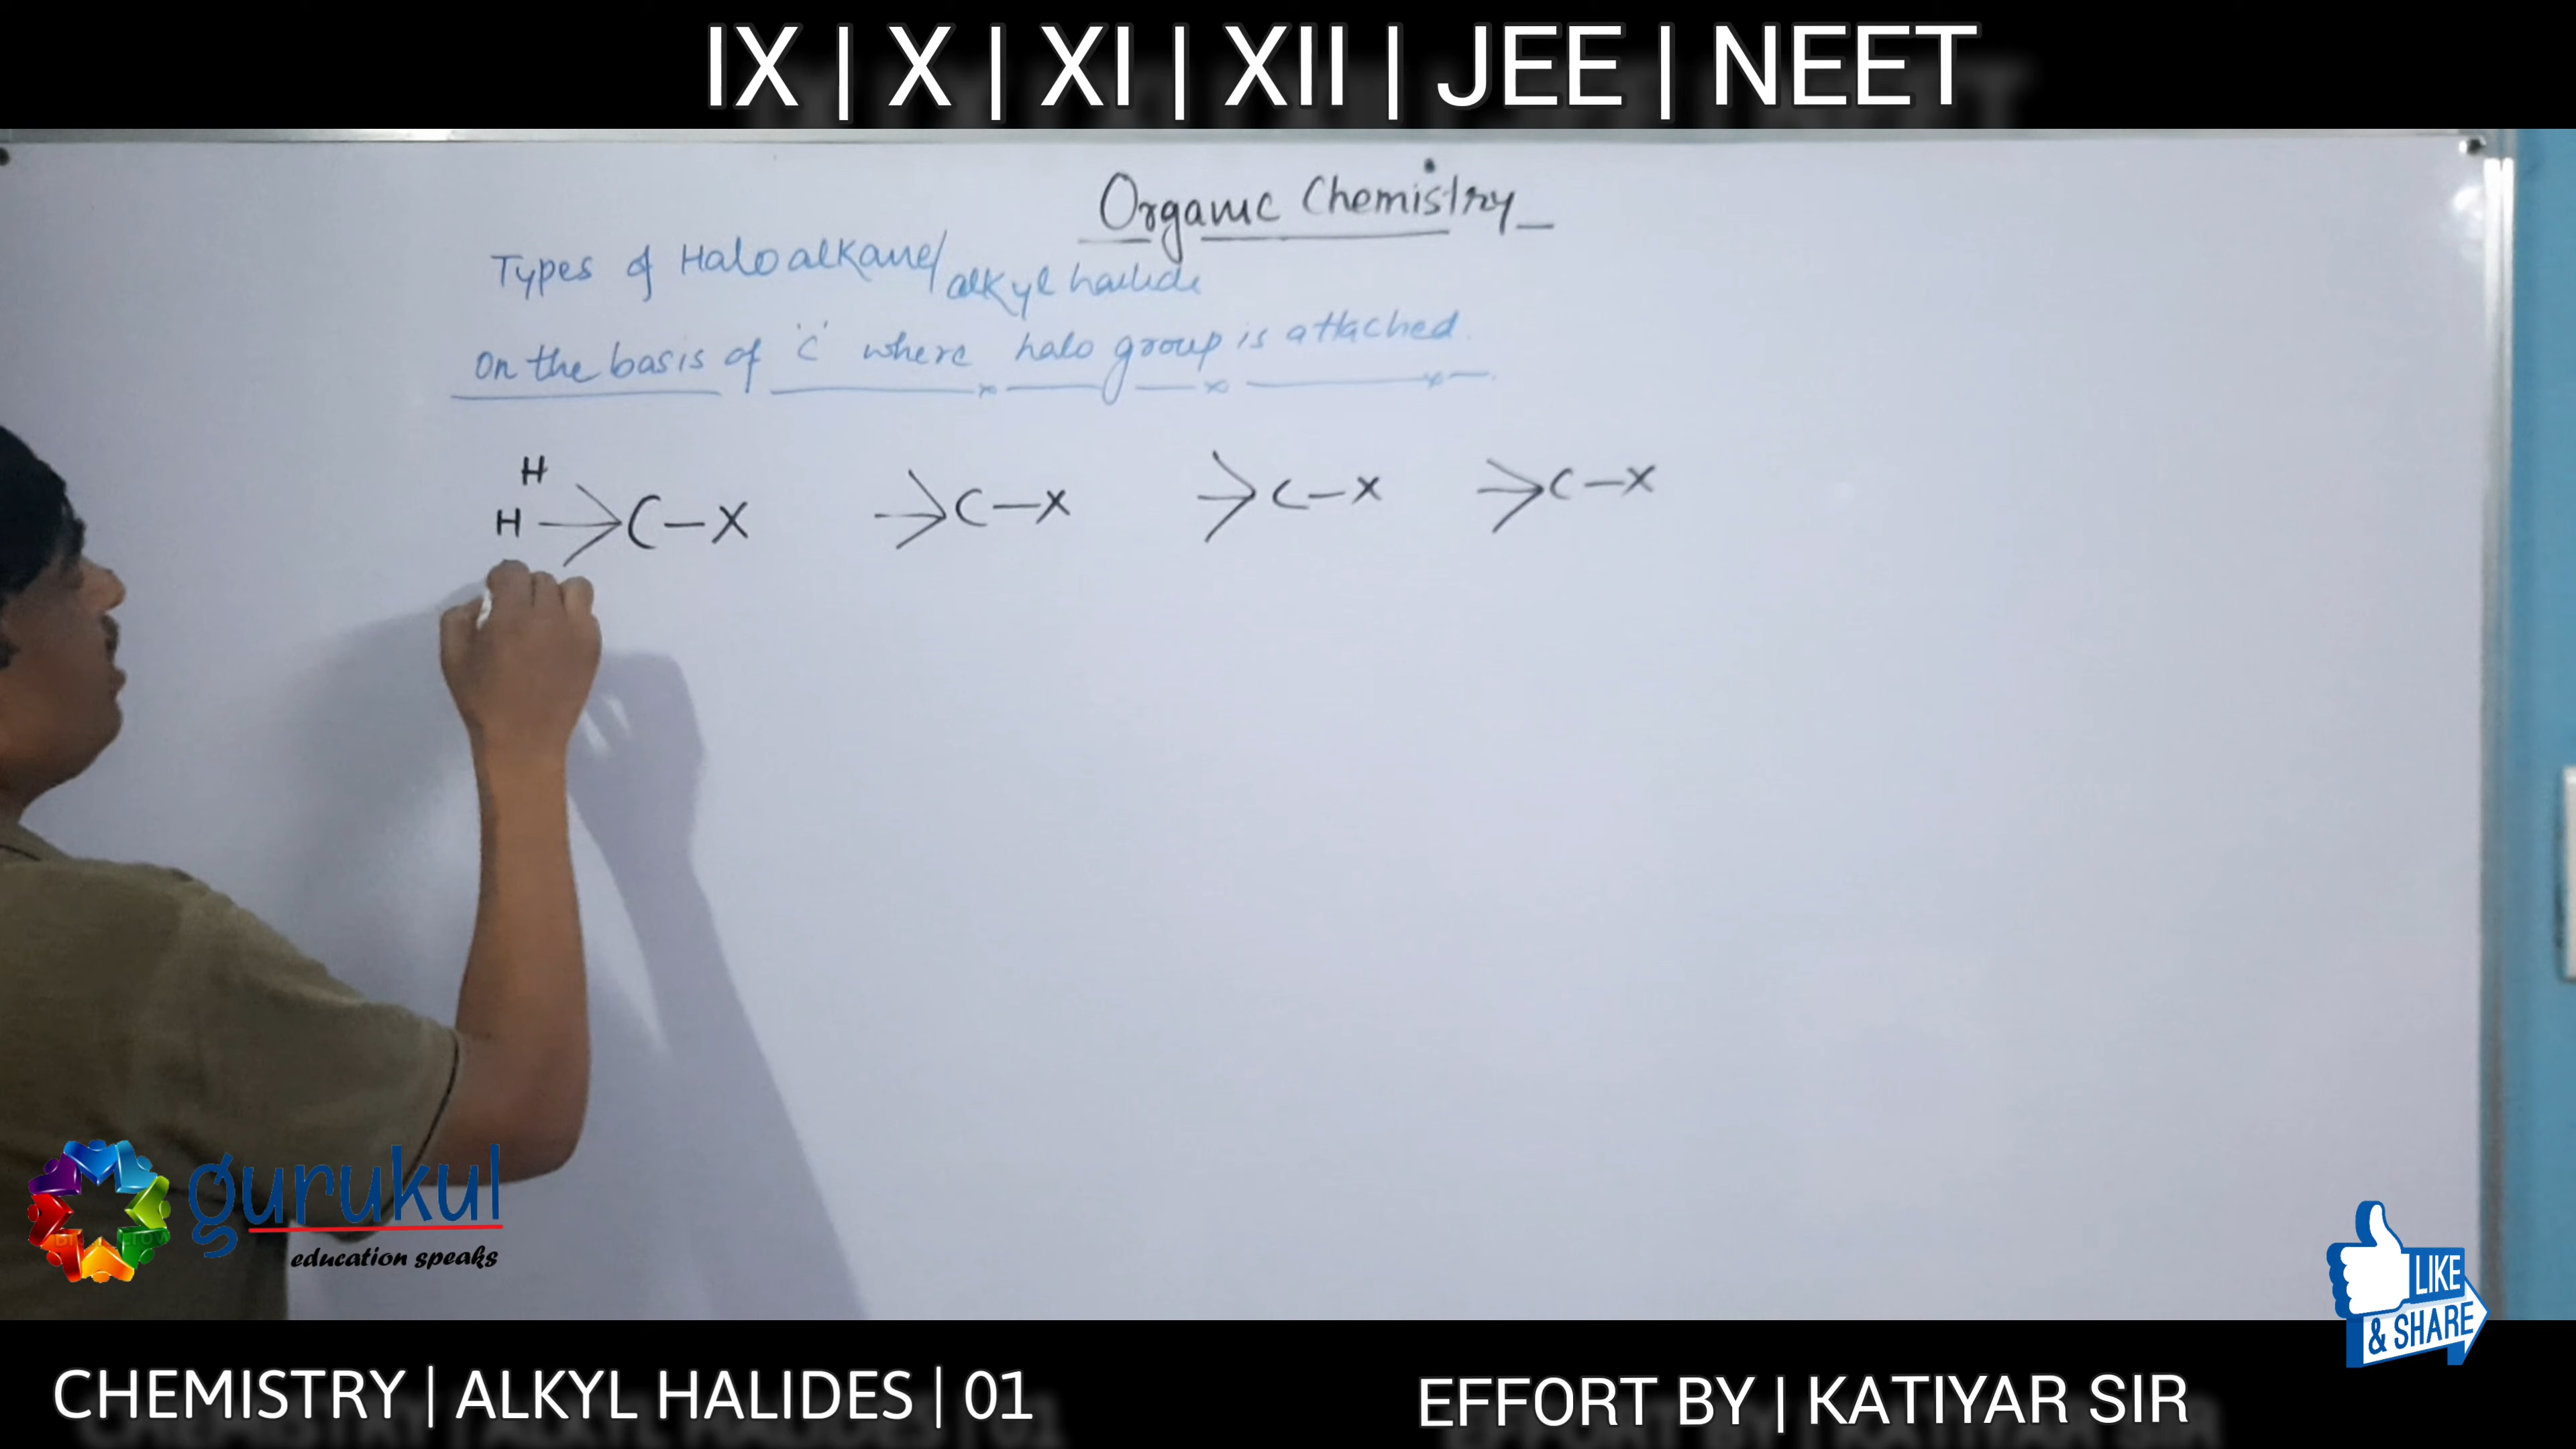 IX | X | XI | XII | JEE | NEET
Organic Chemistry
Types of Haloalkane/alkyl halide
On the basis of 'C' where halo group is attached.
H
H C-X C-X C-X C-X
gurukul
education speaks
LIKE
& SHARE
CHEMISTRY | ALKYL HALIDES | 01
EFFORT BY | KATIYAR SIR